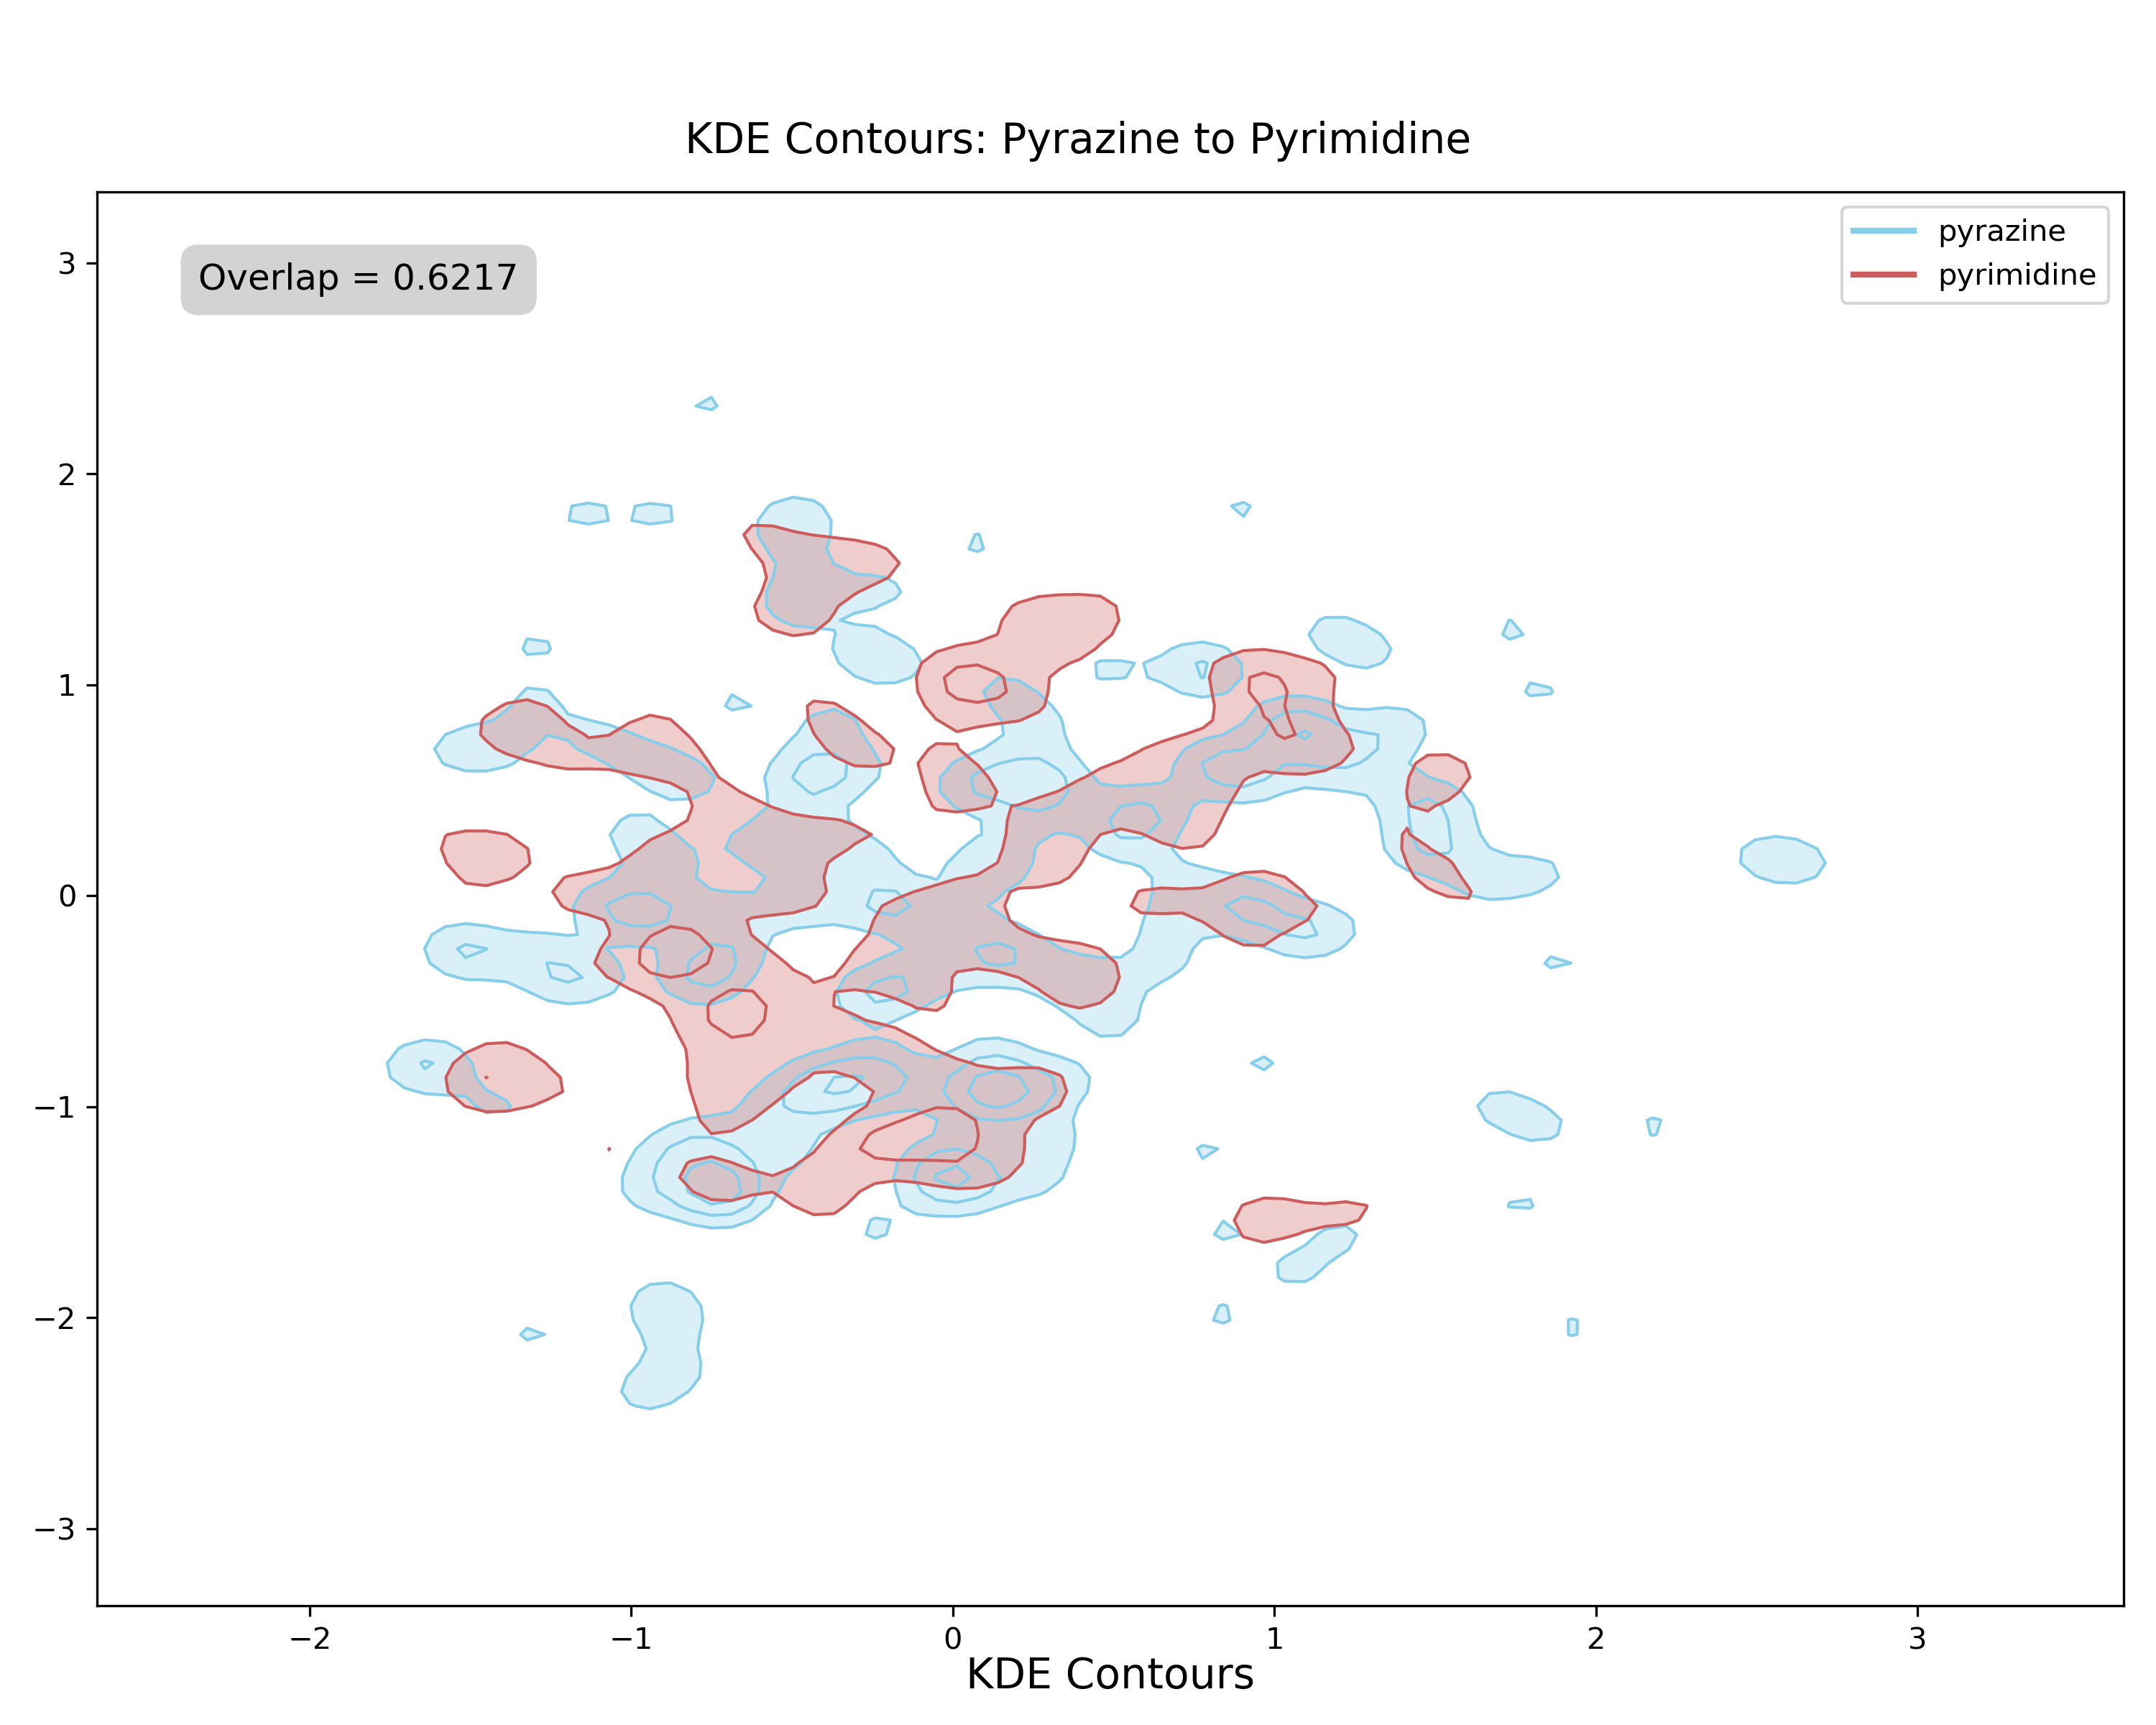 KDE Contours: Pyrazine to Pyrimidine
Overlap = 0.6217
pyrazine
pyrimidine
3
2
1
0
−1
−2
−3
−2
−1
0
1
2
3
KDE Contours